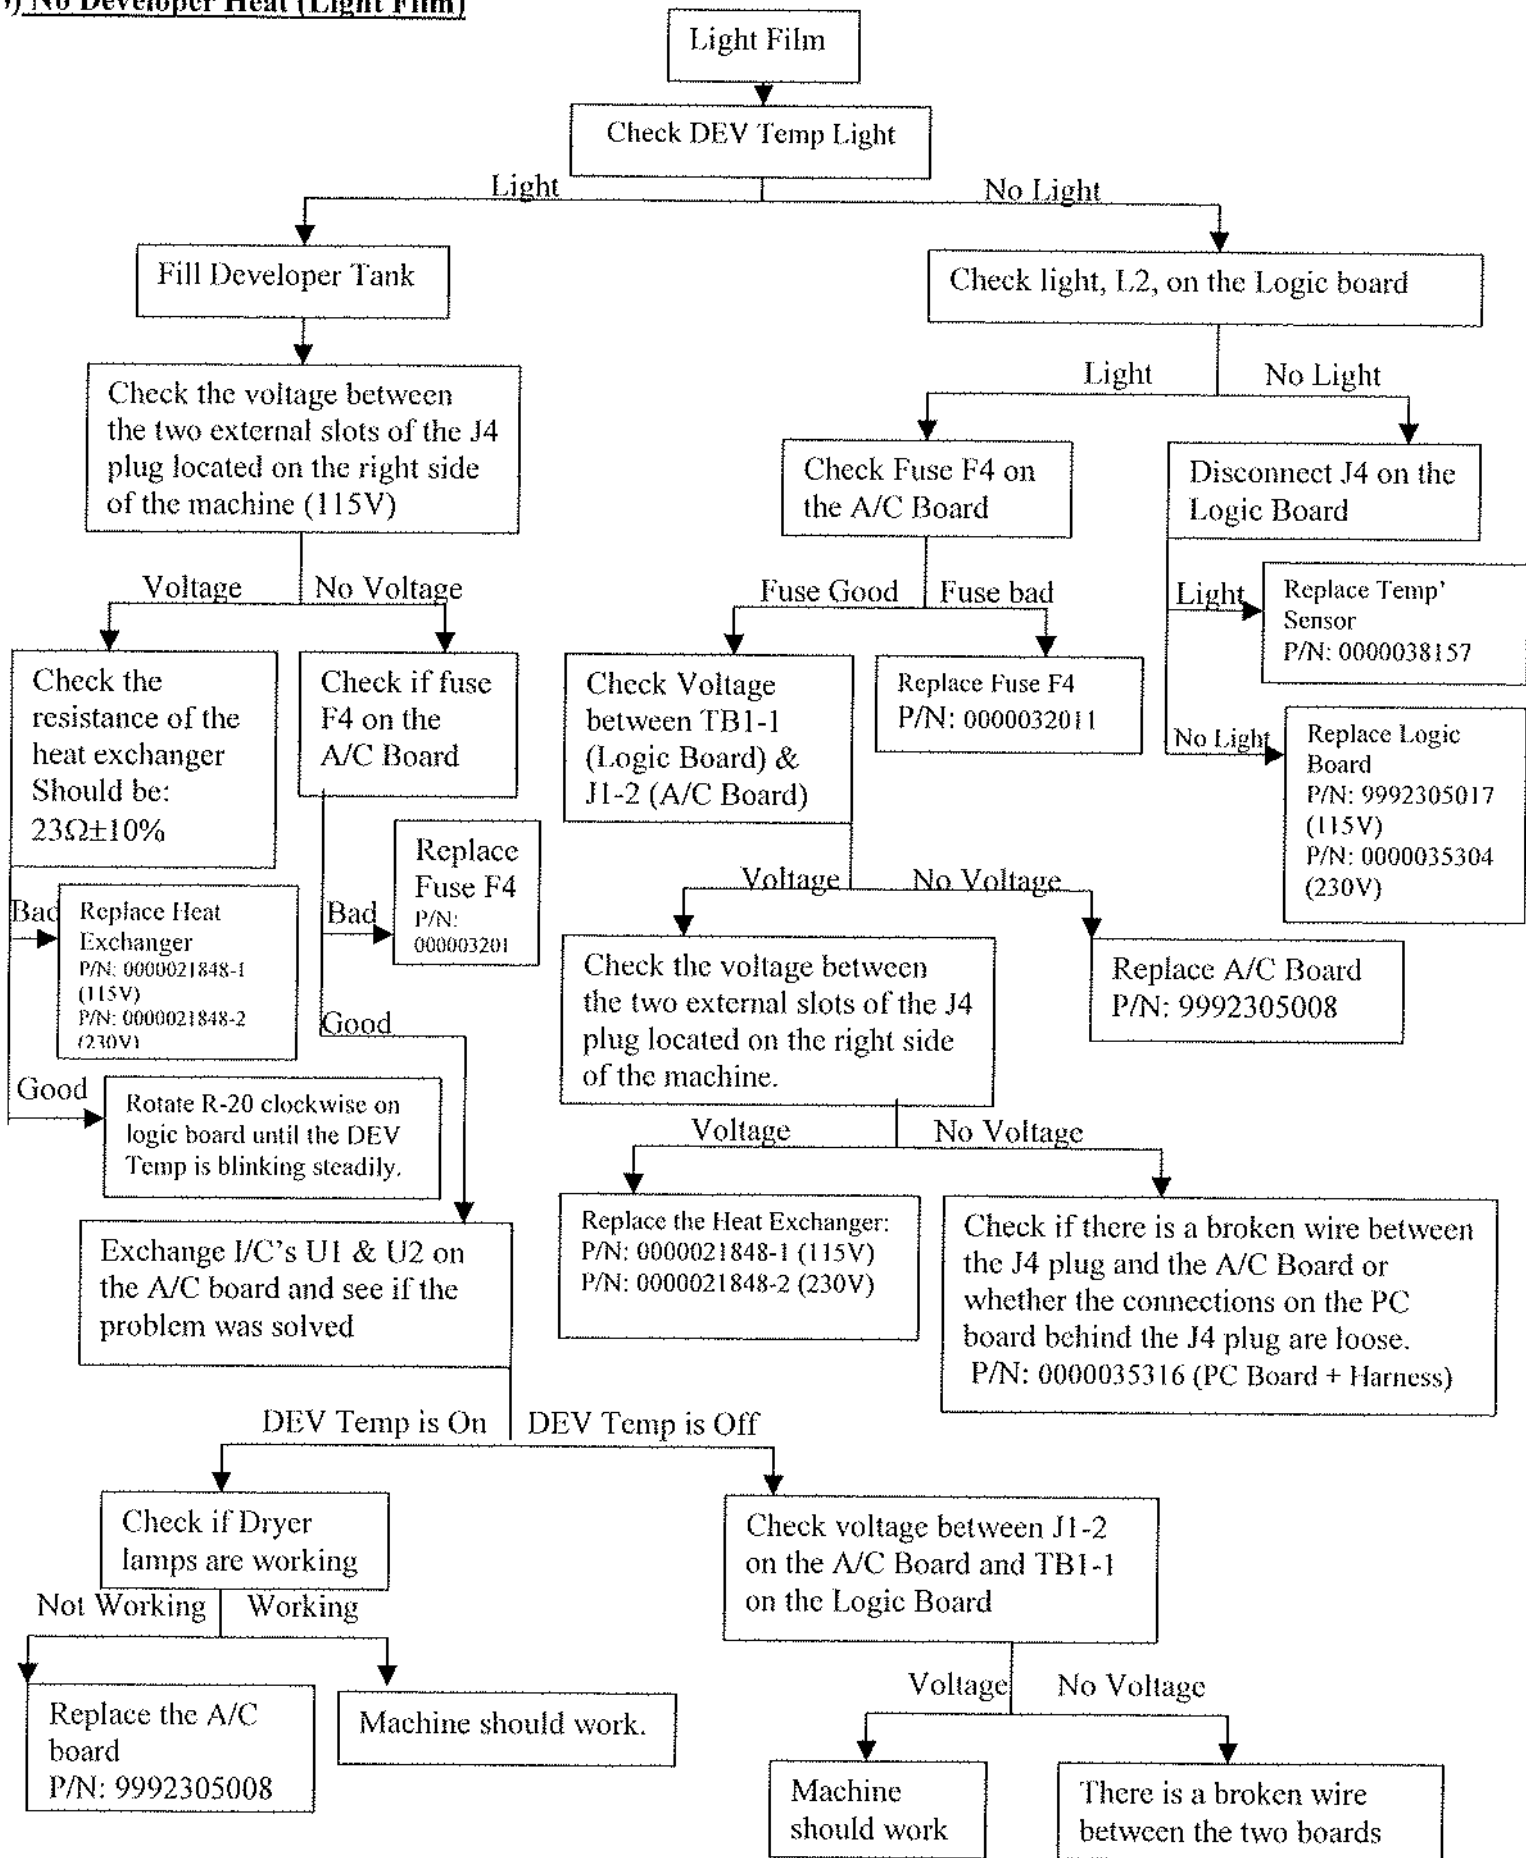 ) No Developer Heat (Light Film)
Light Film
Check DEV Temp Light
Light
No Light
Fill Developer Tank
Check light, L2, on the Logic board
Check the voltage between
the two external slots of the J4
plug located on the right side
of the machine (115V)
Light
No Light
Check Fuse F4 on
the A/C Board
Disconnect J4 on the
Logic Board
Voltage
No Voltage
Fuse Good
Fuse bad
Light
Replace Temp'
Sensor
P/N: 0000038157
Check the
resistance of the
heat exchanger
Should be:
23Ω±10%
Check if fuse
F4 on the
A/C Board
Check Voltage
between TB1-1
(Logic Board) &
J1-2 (A/C Board)
Replace Fuse F4
P/N: 0000032011
No Light
Replace Logic
Board
P/N: 9992305017
(115V)
P/N: 0000035304
(230V)
Bad
Replace Heat
Exchanger
P/N: 0000021848-1
(115V)
P/N: 0000021848-2
(230V)
Bad
Replace
Fuse F4
P/N:
000003201
Voltage
No Voltage
Good
Check the voltage between
the two external slots of the J4
plug located on the right side
of the machine.
Replace A/C Board
P/N: 9992305008
Good
Rotate R-20 clockwise on
logic board until the DEV
Temp is blinking steadily.
Voltage
No Voltage
Exchange I/C's U1 & U2 on
the A/C board and see if the
problem was solved
Replace the Heat Exchanger:
P/N: 0000021848-1 (115V)
P/N: 0000021848-2 (230V)
Check if there is a broken wire between
the J4 plug and the A/C Board or
whether the connections on the PC
board behind the J4 plug are loose.
P/N: 0000035316 (PC Board + Harness)
DEV Temp is On
DEV Temp is Off
Check if Dryer
lamps are working
Check voltage between J1-2
on the A/C Board and TB1-1
on the Logic Board
Not Working
Working
Replace the A/C
board
P/N: 9992305008
Machine should work.
Voltage
No Voltage
Machine
should work
There is a broken wire
between the two boards